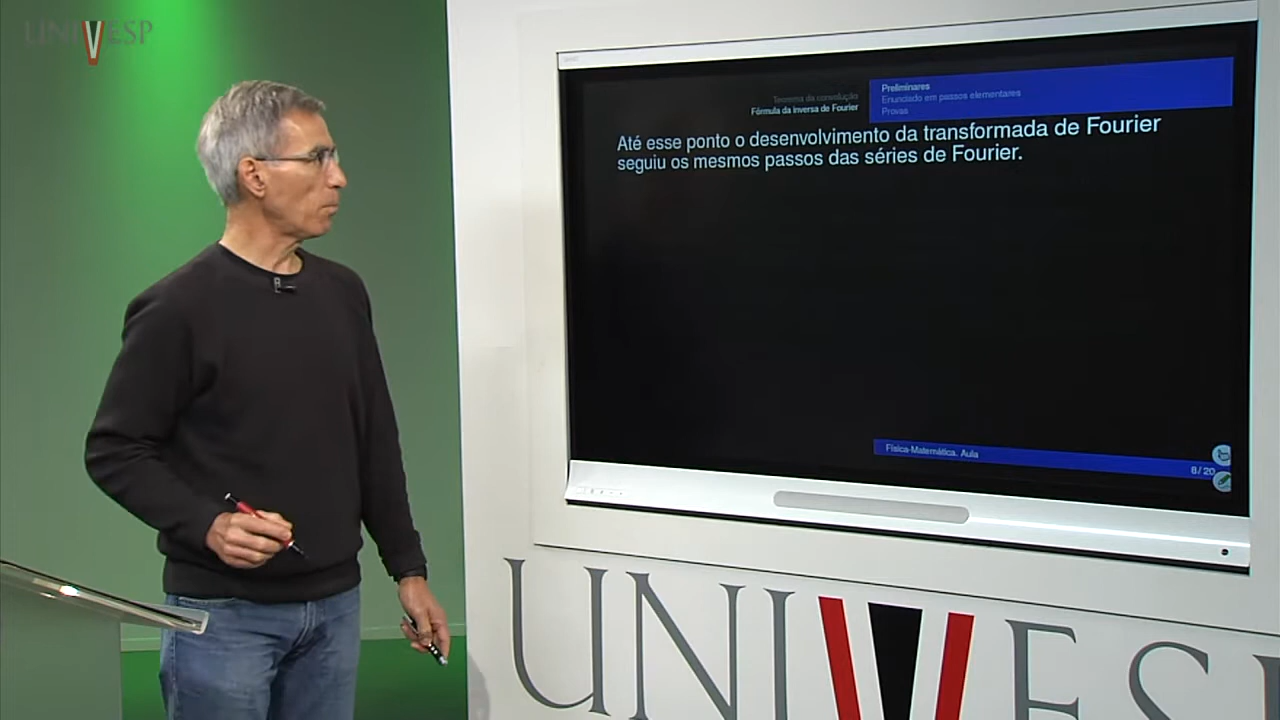 UNIVESP
Teorema da convolução
Fórmula da inversa de Fourier
Preliminares
Enunciado em passos elementares
Provas
Até esse ponto o desenvolvimento da transformada de Fourier
seguiu os mesmos passos das séries de Fourier.
Física-Matemática. Aula
8/20
UNIVESP